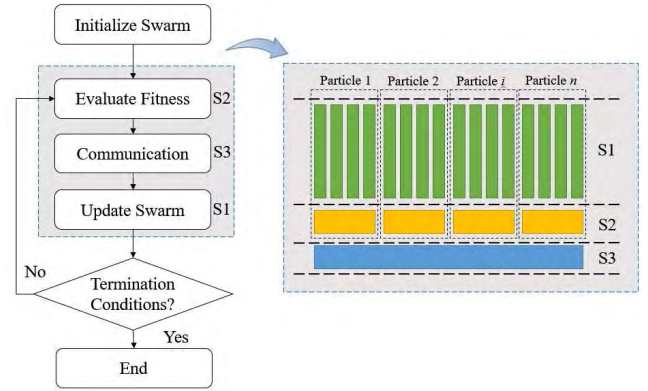 Initialize Swarm
Evaluate Fitness
S2
Communication
S3
Update Swarm
S1
No
Termination
Conditions?
Yes
End
Particle 1
Particle 2
Particle i
Particle n
S1
S2
S3